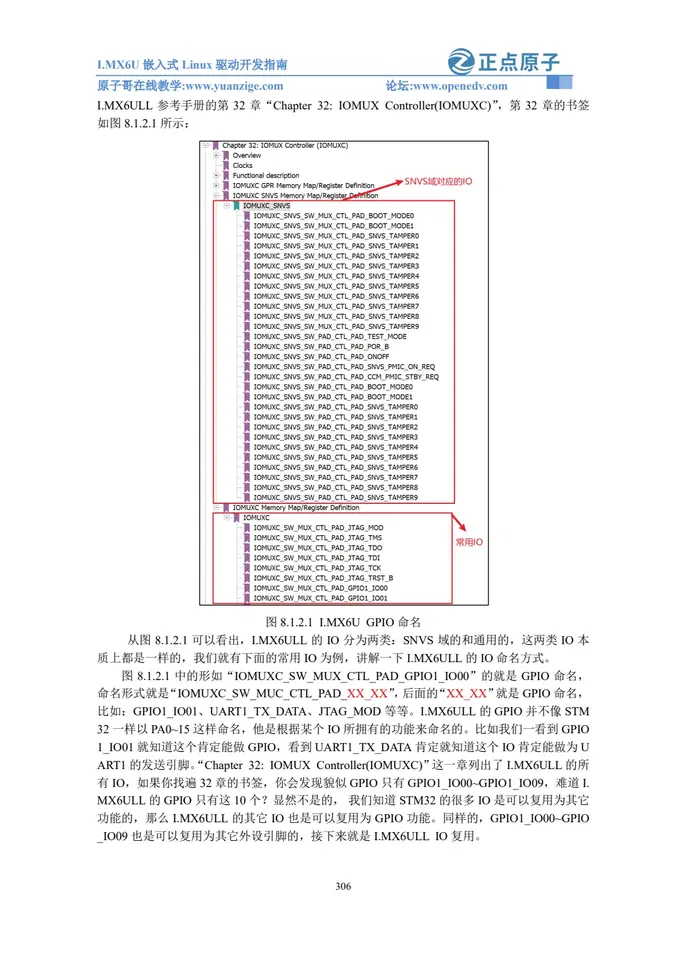 I.MX6U 嵌入式 Linux 驱动开发指南
正点原子
原子哥在线教学:www.yuanzige.com 论坛:www.openedv.com
I.MX6ULL 参考手册的第 32 章“Chapter 32: IOMUX Controller(IOMUXC)”，第 32 章的书签
如图 8.1.2.1 所示：
Chapter 32: IOMUX Controller (IOMUXC)
Overview
Clocks
Functional description
IOMUXC GPR Memory Map/Register Definition
SNVS域对应的IO
IOMUXC SNVS Memory Map/Register Definition
IOMUXC_SNVS
IOMUXC_SNVS_SW_MUX_CTL_PAD_BOOT_MODE0
IOMUXC_SNVS_SW_MUX_CTL_PAD_BOOT_MODE1
IOMUXC_SNVS_SW_MUX_CTL_PAD_SNVS_TAMPER0
IOMUXC_SNVS_SW_MUX_CTL_PAD_SNVS_TAMPER1
IOMUXC_SNVS_SW_MUX_CTL_PAD_SNVS_TAMPER2
IOMUXC_SNVS_SW_MUX_CTL_PAD_SNVS_TAMPER3
IOMUXC_SNVS_SW_MUX_CTL_PAD_SNVS_TAMPER4
IOMUXC_SNVS_SW_MUX_CTL_PAD_SNVS_TAMPER5
IOMUXC_SNVS_SW_MUX_CTL_PAD_SNVS_TAMPER6
IOMUXC_SNVS_SW_MUX_CTL_PAD_SNVS_TAMPER7
IOMUXC_SNVS_SW_MUX_CTL_PAD_SNVS_TAMPER8
IOMUXC_SNVS_SW_MUX_CTL_PAD_SNVS_TAMPER9
IOMUXC_SNVS_SW_PAD_CTL_PAD_TEST_MODE
IOMUXC_SNVS_SW_PAD_CTL_PAD_POR_B
IOMUXC_SNVS_SW_PAD_CTL_PAD_ONOFF
IOMUXC_SNVS_SW_PAD_CTL_PAD_SNVS_PMIC_ON_REQ
IOMUXC_SNVS_SW_PAD_CTL_PAD_CCM_PMIC_STBY_REQ
IOMUXC_SNVS_SW_PAD_CTL_PAD_BOOT_MODE0
IOMUXC_SNVS_SW_PAD_CTL_PAD_BOOT_MODE1
IOMUXC_SNVS_SW_PAD_CTL_PAD_SNVS_TAMPER0
IOMUXC_SNVS_SW_PAD_CTL_PAD_SNVS_TAMPER1
IOMUXC_SNVS_SW_PAD_CTL_PAD_SNVS_TAMPER2
IOMUXC_SNVS_SW_PAD_CTL_PAD_SNVS_TAMPER3
IOMUXC_SNVS_SW_PAD_CTL_PAD_SNVS_TAMPER4
IOMUXC_SNVS_SW_PAD_CTL_PAD_SNVS_TAMPER5
IOMUXC_SNVS_SW_PAD_CTL_PAD_SNVS_TAMPER6
IOMUXC_SNVS_SW_PAD_CTL_PAD_SNVS_TAMPER7
IOMUXC_SNVS_SW_PAD_CTL_PAD_SNVS_TAMPER8
IOMUXC_SNVS_SW_PAD_CTL_PAD_SNVS_TAMPER9
IOMUXC Memory Map/Register Definition
IOMUXC
IOMUXC_SW_MUX_CTL_PAD_JTAG_MOD
IOMUXC_SW_MUX_CTL_PAD_JTAG_TMS
常用IO
IOMUXC_SW_MUX_CTL_PAD_JTAG_TDO
IOMUXC_SW_MUX_CTL_PAD_JTAG_TDI
IOMUXC_SW_MUX_CTL_PAD_JTAG_TCK
IOMUXC_SW_MUX_CTL_PAD_JTAG_TRST_B
IOMUXC_SW_MUX_CTL_PAD_GPIO1_IO00
IOMUXC_SW_MUX_CTL_PAD_GPIO1_IO01
图 8.1.2.1 I.MX6U GPIO 命名
从图 8.1.2.1 可以看出，I.MX6ULL 的 IO 分为两类：SNVS 域的和通用的，这两类 IO 本
质上都是一样的，我们就有下面的常用 IO 为例，讲解一下 I.MX6ULL 的 IO 命名方式。
图 8.1.2.1 中的形如“IOMUXC_SW_MUX_CTL_PAD_GPIO1_IO00”的就是 GPIO 命名，
命名形式就是“IOMUXC_SW_MUC_CTL_PAD_XX_XX”，后面的“XX_XX”就是 GPIO 命名，
比如：GPIO1_IO01、UART1_TX_DATA、JTAG_MOD 等等。I.MX6ULL 的 GPIO 并不像 STM
32 一样以 PA0~15 这样命名，他是根据某个 IO 所拥有的功能来命名的。比如我们一看到 GPIO
1_IO01 就知道这个肯定能做 GPIO，看到 UART1_TX_DATA 肯定就知道这个 IO 肯定能做为 U
ART1 的发送引脚。“Chapter 32: IOMUX Controller(IOMUXC)”这一章列出了 I.MX6ULL 的所
有 IO，如果你找遍 32 章的书签，你会发现貌似 GPIO 只有 GPIO1_IO00~GPIO1_IO09，难道 I.
MX6ULL 的 GPIO 只有这 10 个？显然不是的， 我们知道 STM32 的很多 IO 是可以复用为其它
功能的，那么 I.MX6ULL 的其它 IO 也是可以复用为 GPIO 功能。同样的，GPIO1_IO00~GPIO
_IO09 也是可以复用为其它外设引脚的，接下来就是 I.MX6ULL IO 复用。
306